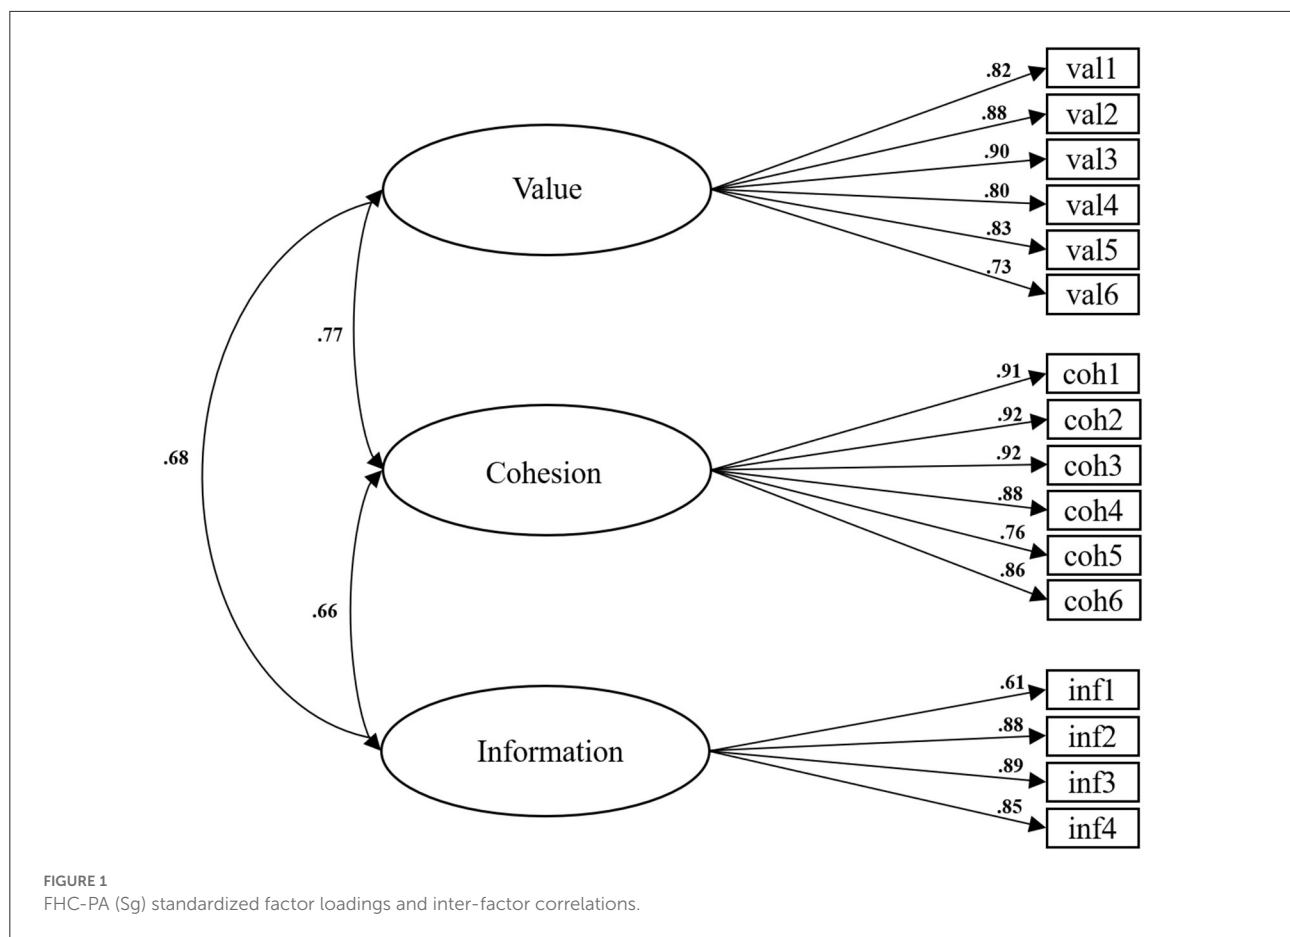 .82
val1
.88
val2
.90
val3
Value
.80
val4
.83
val5
.73
val6
.77
.91
coh1
.92
coh2
.68
.92
coh3
Cohesion
.88
coh4
.76
coh5
.86
coh6
.66
.61
inf1
.88
inf2
Information
.89
inf3
.85
inf4
FIGURE 1
FHC-PA (Sg) standardized factor loadings and inter-factor correlations.